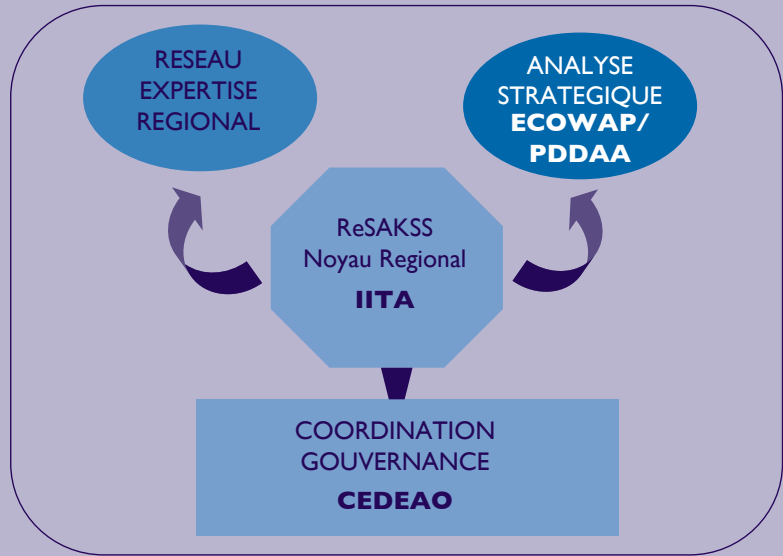 RESEAU
EXPERTISE
REGIONAL
ANALYSE
STRATEGIQUE
ECOWAP/
PDDAA
ReSAKSS
Noyau Regional
IITA
COORDINATION
GOUVERNANCE
CEDEAO